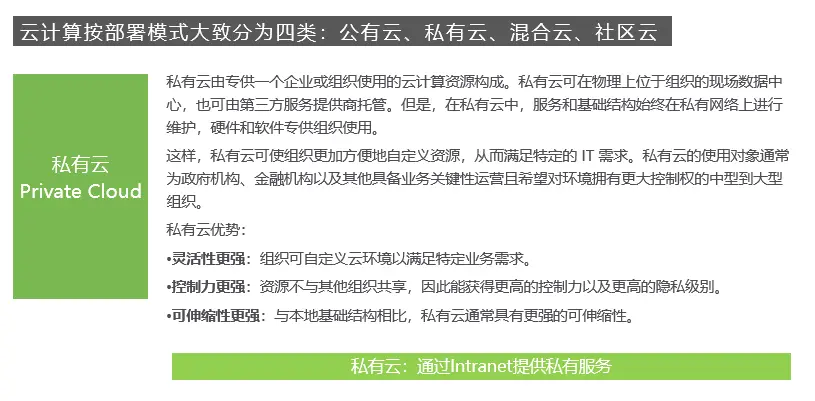 云计算按部署模式大致分为四类：公有云、私有云、混合云、社区云
私有云
Private Cloud
私有云由专供一个企业或组织使用的云计算资源构成。私有云可在物理上位于组织的现场数据中
心，也可由第三方服务提供商托管。但是，在私有云中，服务和基础结构始终在私有网络上进行
维护，硬件和软件专供组织使用。
这样，私有云可使组织更加方便地自定义资源，从而满足特定的 IT 需求。私有云的使用对象通常
为政府机构、金融机构以及其他具备业务关键性运营且希望对环境拥有更大控制权的中型到大型
组织。
私有云优势：
•灵活性更强：组织可自定义云环境以满足特定业务需求。
•控制力更强：资源不与其他组织共享，因此能获得更高的控制力以及更高的隐私级别。
•可伸缩性更强：与本地基础结构相比，私有云通常具有更强的可伸缩性。
私有云：通过Intranet提供私有服务